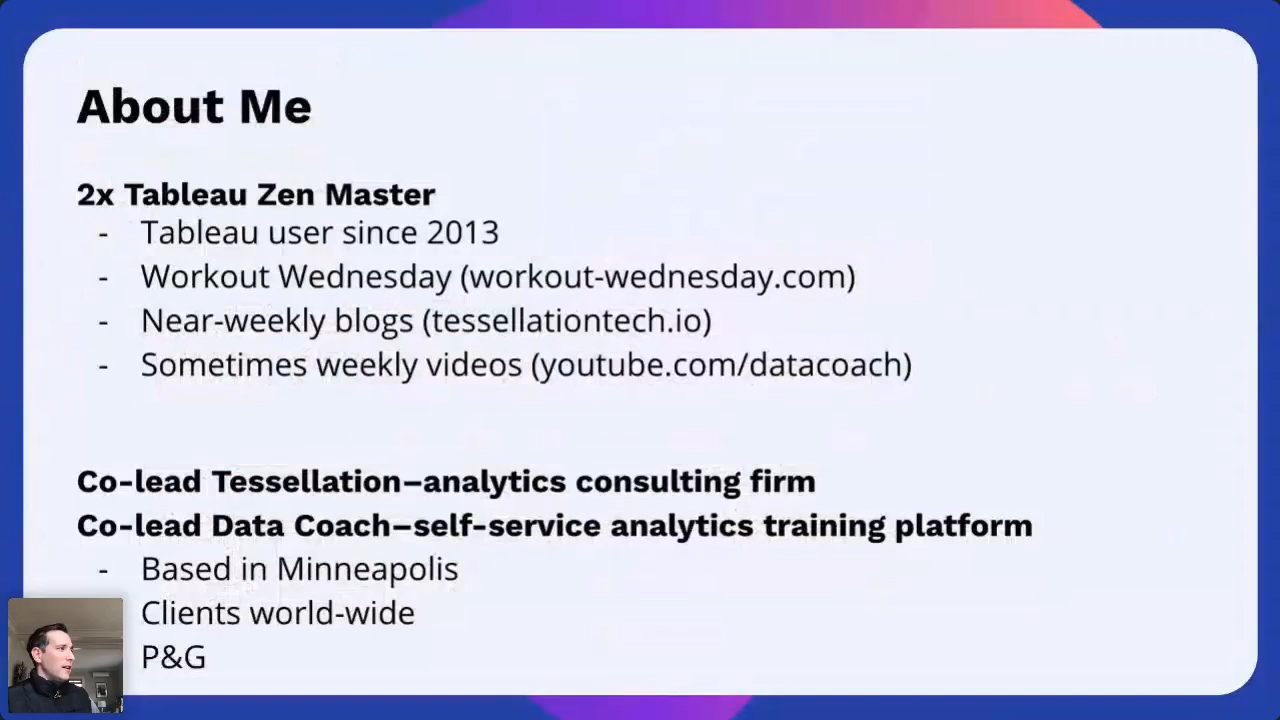 About Me
2x Tableau Zen Master
- Tableau user since 2013
- Workout Wednesday (workout-wednesday.com)
- Near-weekly blogs (tessellationtech.io)
- Sometimes weekly videos (youtube.com/datacoach)
Co-lead Tessellation–analytics consulting firm
Co-lead Data Coach–self-service analytics training platform
- Based in Minneapolis
Clients world-wide
P&G